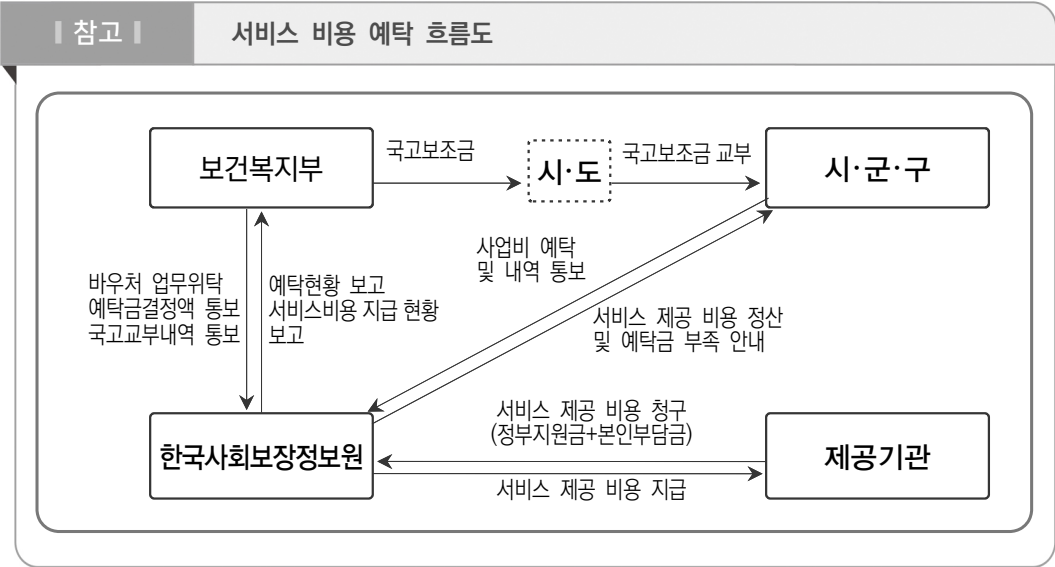 참고
서비스 비용 예탁 흐름도
보건복지부
국고보조금
시·도
국고보조금 교부
시·군·구
바우처 업무위탁
예탁금결정액 통보
국고교부내역 통보
예탁현황 보고
서비스비용 지급 현황
보고
사업비 예탁
및 내역 통보
서비스 제공 비용 정산
및 예탁금 부족 안내
한국사회보장정보원
서비스 제공 비용 청구
(정부지원금+본인부담금)
서비스 제공 비용 지급
제공기관